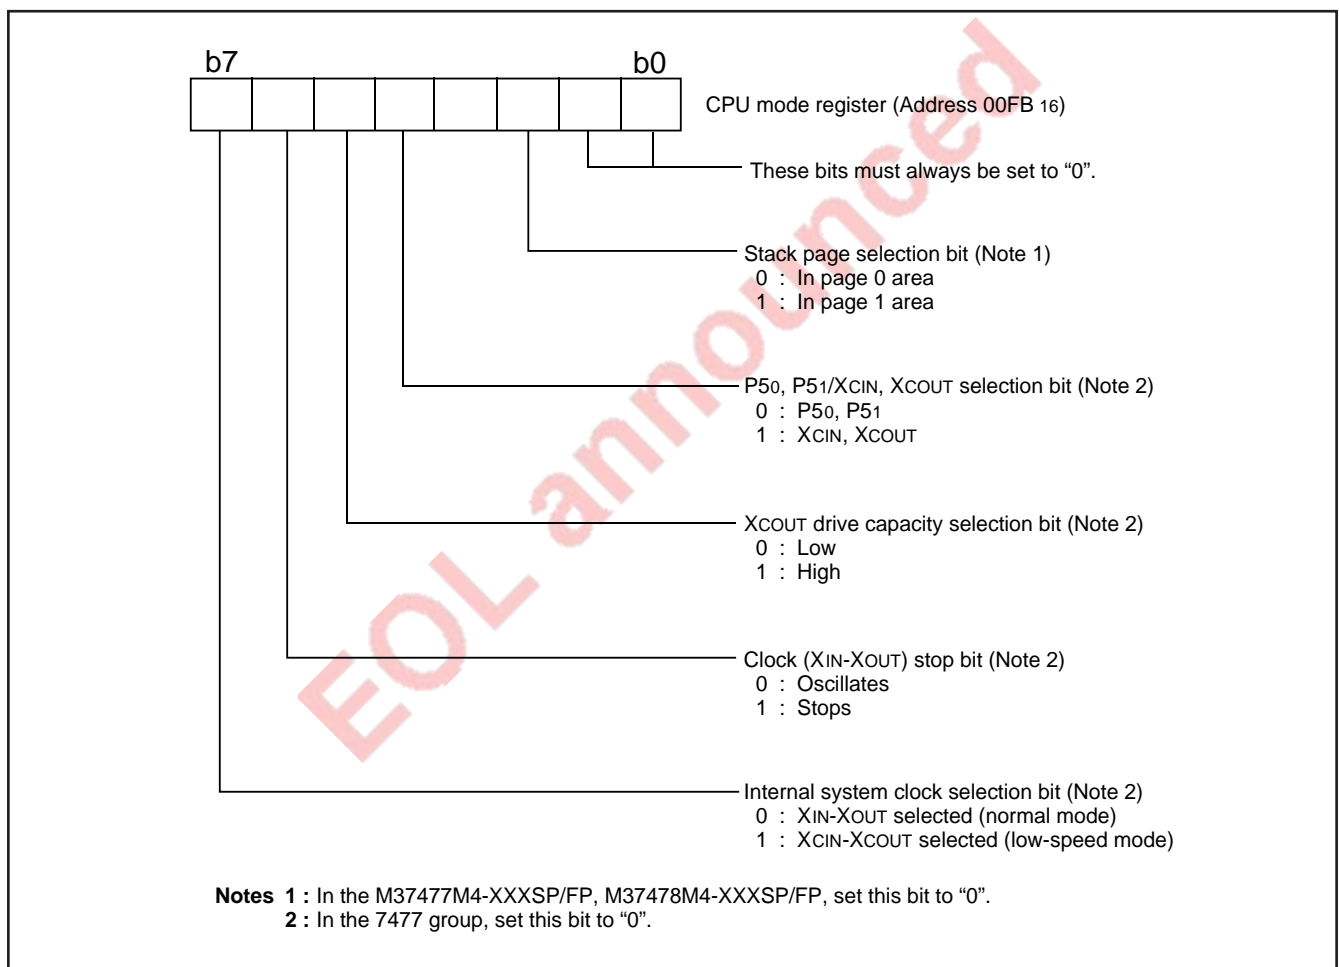 b7 b0
CPU mode register (Address 00FB 16)
These bits must always be set to “0”.
Stack page selection bit (Note 1)
0 : In page 0 area
1 : In page 1 area
P50, P51/XCIN, XCOUT selection bit (Note 2)
0 : P50, P51
1 : XCIN, XCOUT
XCOUT drive capacity selection bit (Note 2)
0 : Low
1 : High
Clock (XIN-XOUT) stop bit (Note 2)
0 : Oscillates
1 : Stops
Internal system clock selection bit (Note 2)
0 : XIN-XOUT selected (normal mode)
1 : XCIN-XCOUT selected (low-speed mode)
Notes 1 : In the M37477M4-XXXSP/FP, M37478M4-XXXSP/FP, set this bit to “0”.
2 : In the 7477 group, set this bit to “0”.
EOL announced